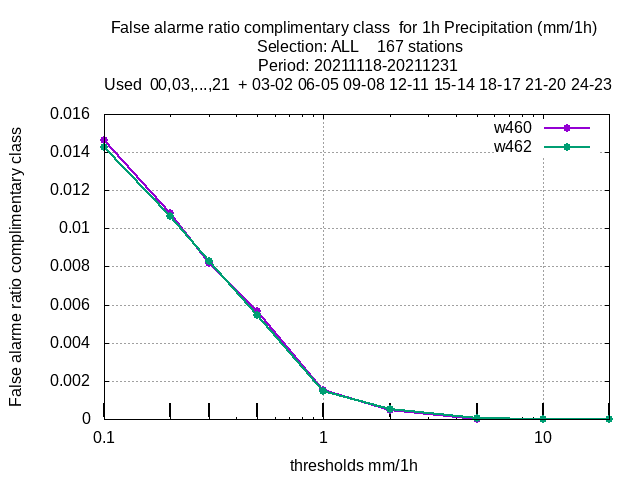 False alarme ratio complimentary class  for 1h Precipitation (mm/1h)
Selection: ALL    167 stations
Period: 20211118-20211231
Used  00,03,...,21  + 03-02 06-05 09-08 12-11 15-14 18-17 21-20 24-23
False alarme ratio complimentary class
0.016
0.014
0.012
0.01
0.008
0.006
0.004
0.002
0
w460
w462
0.1
1
10
thresholds mm/1h